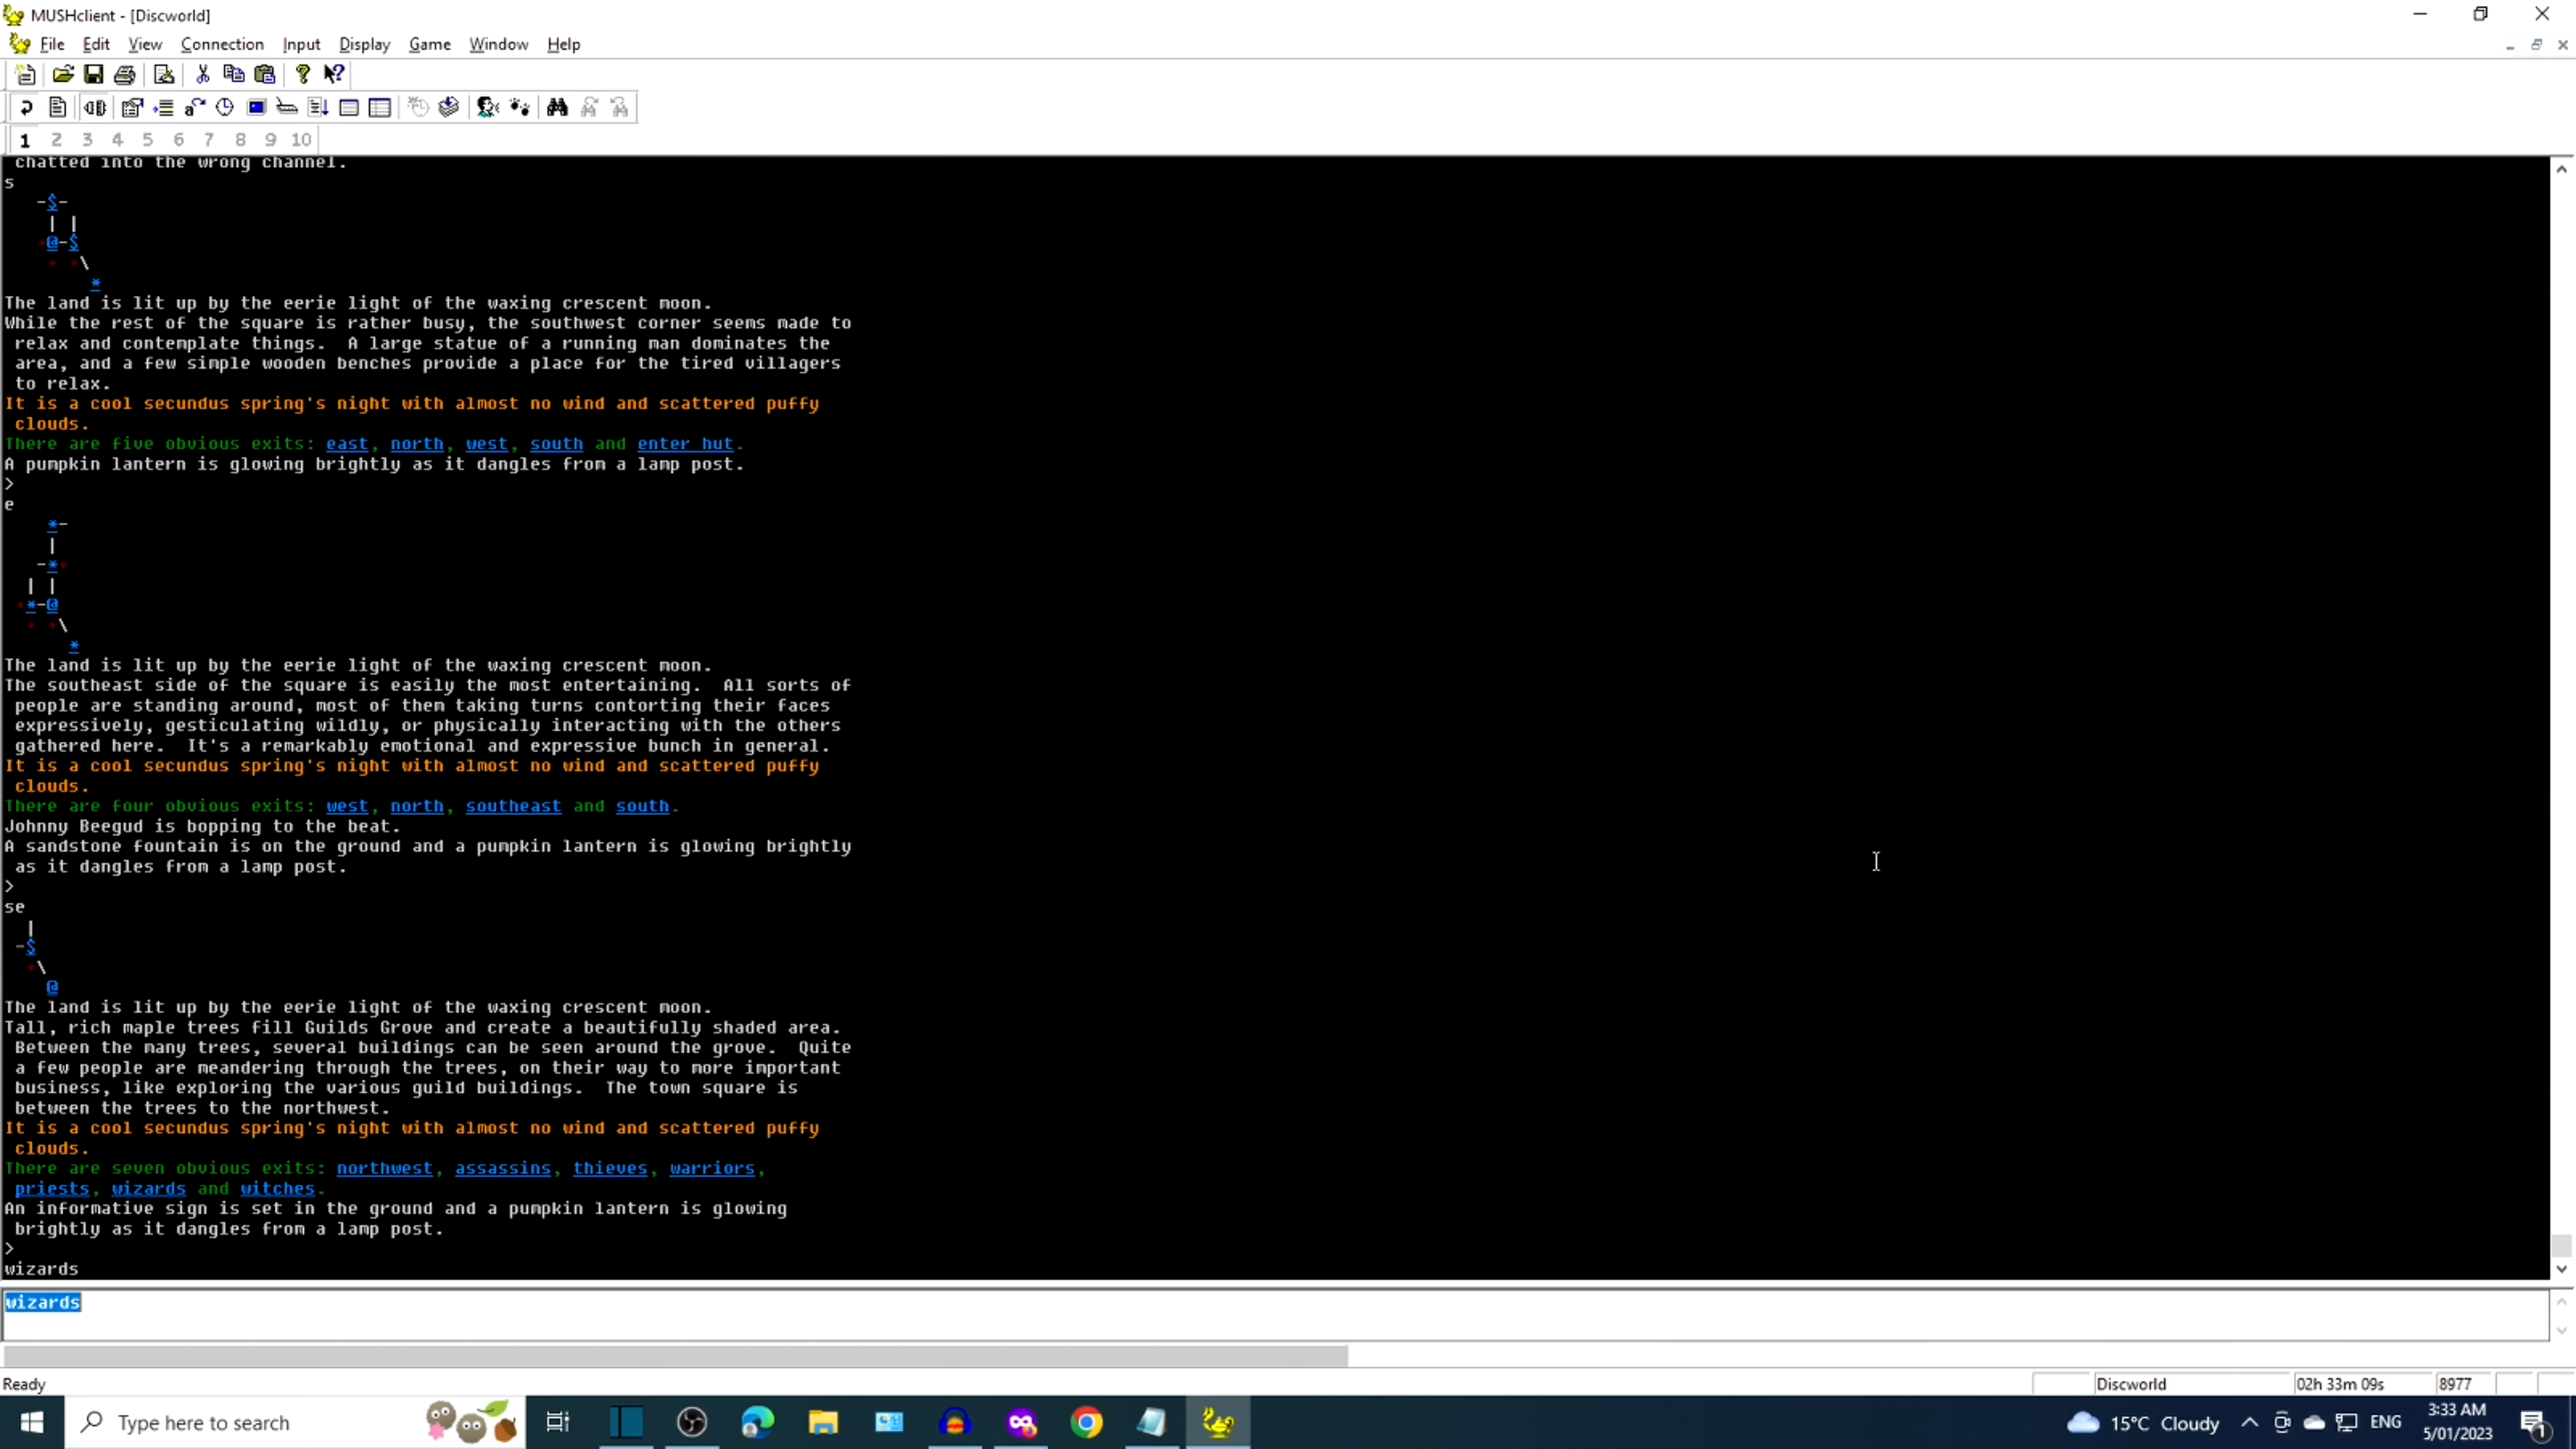 MUSHclient - [Discworld]
File Edit View Connection Input Display Game Window Help
1 2 3 4 5 6 7 8 9 10
chatted into the wrong channel.
s
-$-
| |
*@-$
* *\
*
The land is lit up by the eerie light of the waxing crescent moon.
While the rest of the square is rather busy, the southwest corner seems made to
relax and contemplate things.  A large statue of a running man dominates the
area, and a few simple wooden benches provide a place for the tired villagers
to relax.
It is a cool secundus spring's night with almost no wind and scattered puffy
clouds.
There are five obvious exits: east, north, west, south and enter hut.
A pumpkin lantern is glowing brightly as it dangles from a lamp post.
>
e
*-
|
-**
| |
**-@
* *\
*
The land is lit up by the eerie light of the waxing crescent moon.
The southeast side of the square is easily the most entertaining.  All sorts of
people are standing around, most of them taking turns contorting their faces
expressively, gesticulating wildly, or physically interacting with the others
gathered here.  It's a remarkably emotional and expressive bunch in general.
It is a cool secundus spring's night with almost no wind and scattered puffy
clouds.
There are four obvious exits: west, north, southeast and south.
Johnny Beegud is bopping to the beat.
A sandstone fountain is on the ground and a pumpkin lantern is glowing brightly
as it dangles from a lamp post.
>
se
|
-$
*\
@
The land is lit up by the eerie light of the waxing crescent moon.
Tall, rich maple trees fill Guilds Grove and create a beautifully shaded area.
Between the many trees, several buildings can be seen around the grove.  Quite
a few people are meandering through the trees, on their way to more important
business, like exploring the various guild buildings.  The town square is
between the trees to the northwest.
It is a cool secundus spring's night with almost no wind and scattered puffy
clouds.
There are seven obvious exits: northwest, assassins, thieves, warriors,
priests, wizards and witches.
An informative sign is set in the ground and a pumpkin lantern is glowing
brightly as it dangles from a lamp post.
>
wizards
wizards
Ready Discworld 02h 33m 09s 8977
Type here to search 15°C Cloudy ENG 3:33 AM
5/01/2023 1